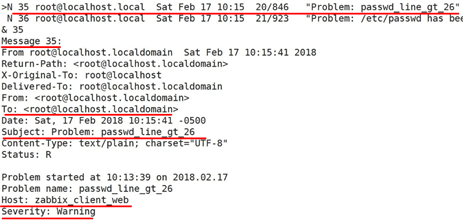 >N 35 root@localhost.local  Sat Feb 17 10:15  20/846   "Problem: passwd_line_gt_26"
 N 36 root@localhost.local  Sat Feb 17 10:15  21/923   "Problem: /etc/passwd has bee
& 35
Message 35:
From root@localhost.localdomain  Sat Feb 17 10:15:41 2018
Return-Path: <root@localhost.localdomain>
X-Original-To: root@localhost
Delivered-To: root@localhost.localdomain
From: <root@localhost.localdomain>
To: <root@localhost.localdomain>
Date: Sat, 17 Feb 2018 10:15:41 -0500
Subject: Problem: passwd_line_gt_26
Content-Type: text/plain; charset="UTF-8"
Status: R
Problem started at 10:13:39 on 2018.02.17
Problem name: passwd_line_gt_26
Host: zabbix_client_web
Severity: Warning